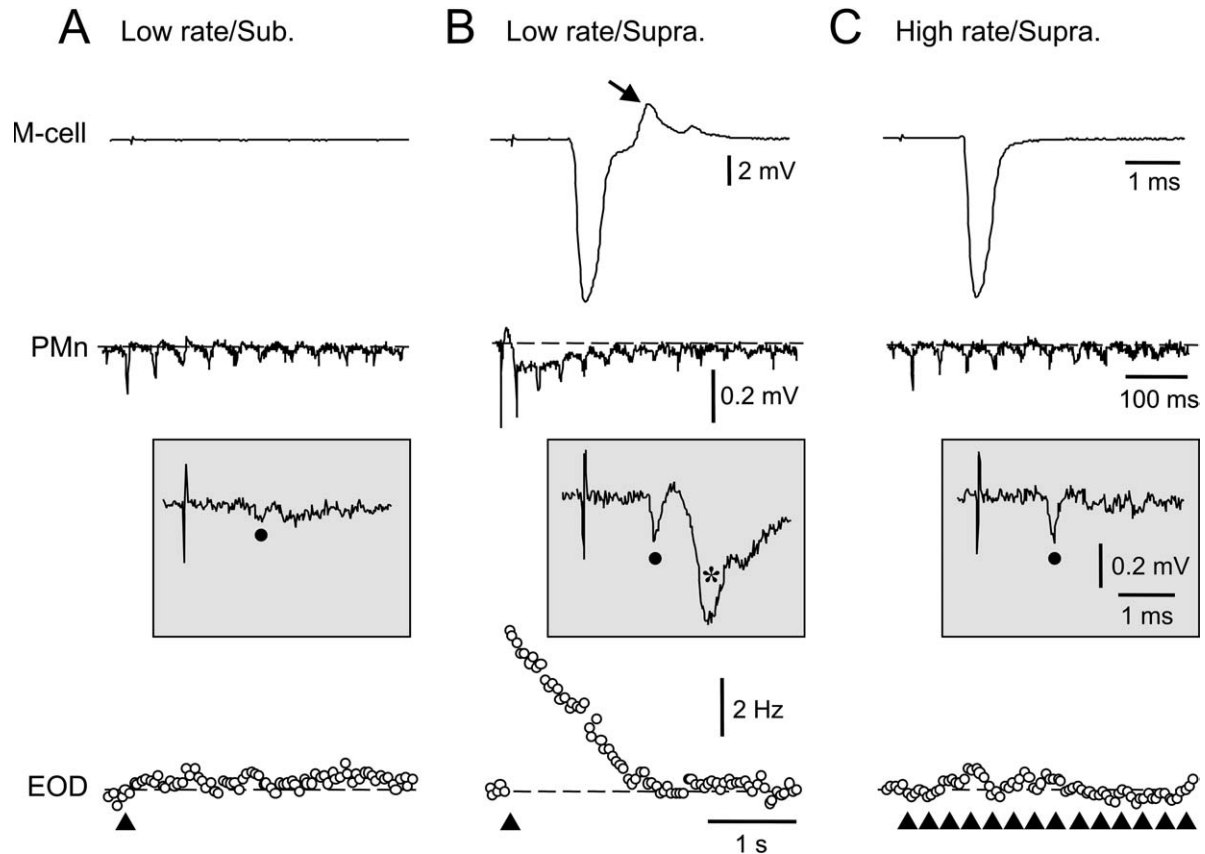 A Low rate/Sub.
B Low rate/Supra.
C High rate/Supra.
M-cell
2 mV
1 ms
PMn
0.2 mV
100 ms
*
0.2 mV
1 ms
2 Hz
EOD
1 s